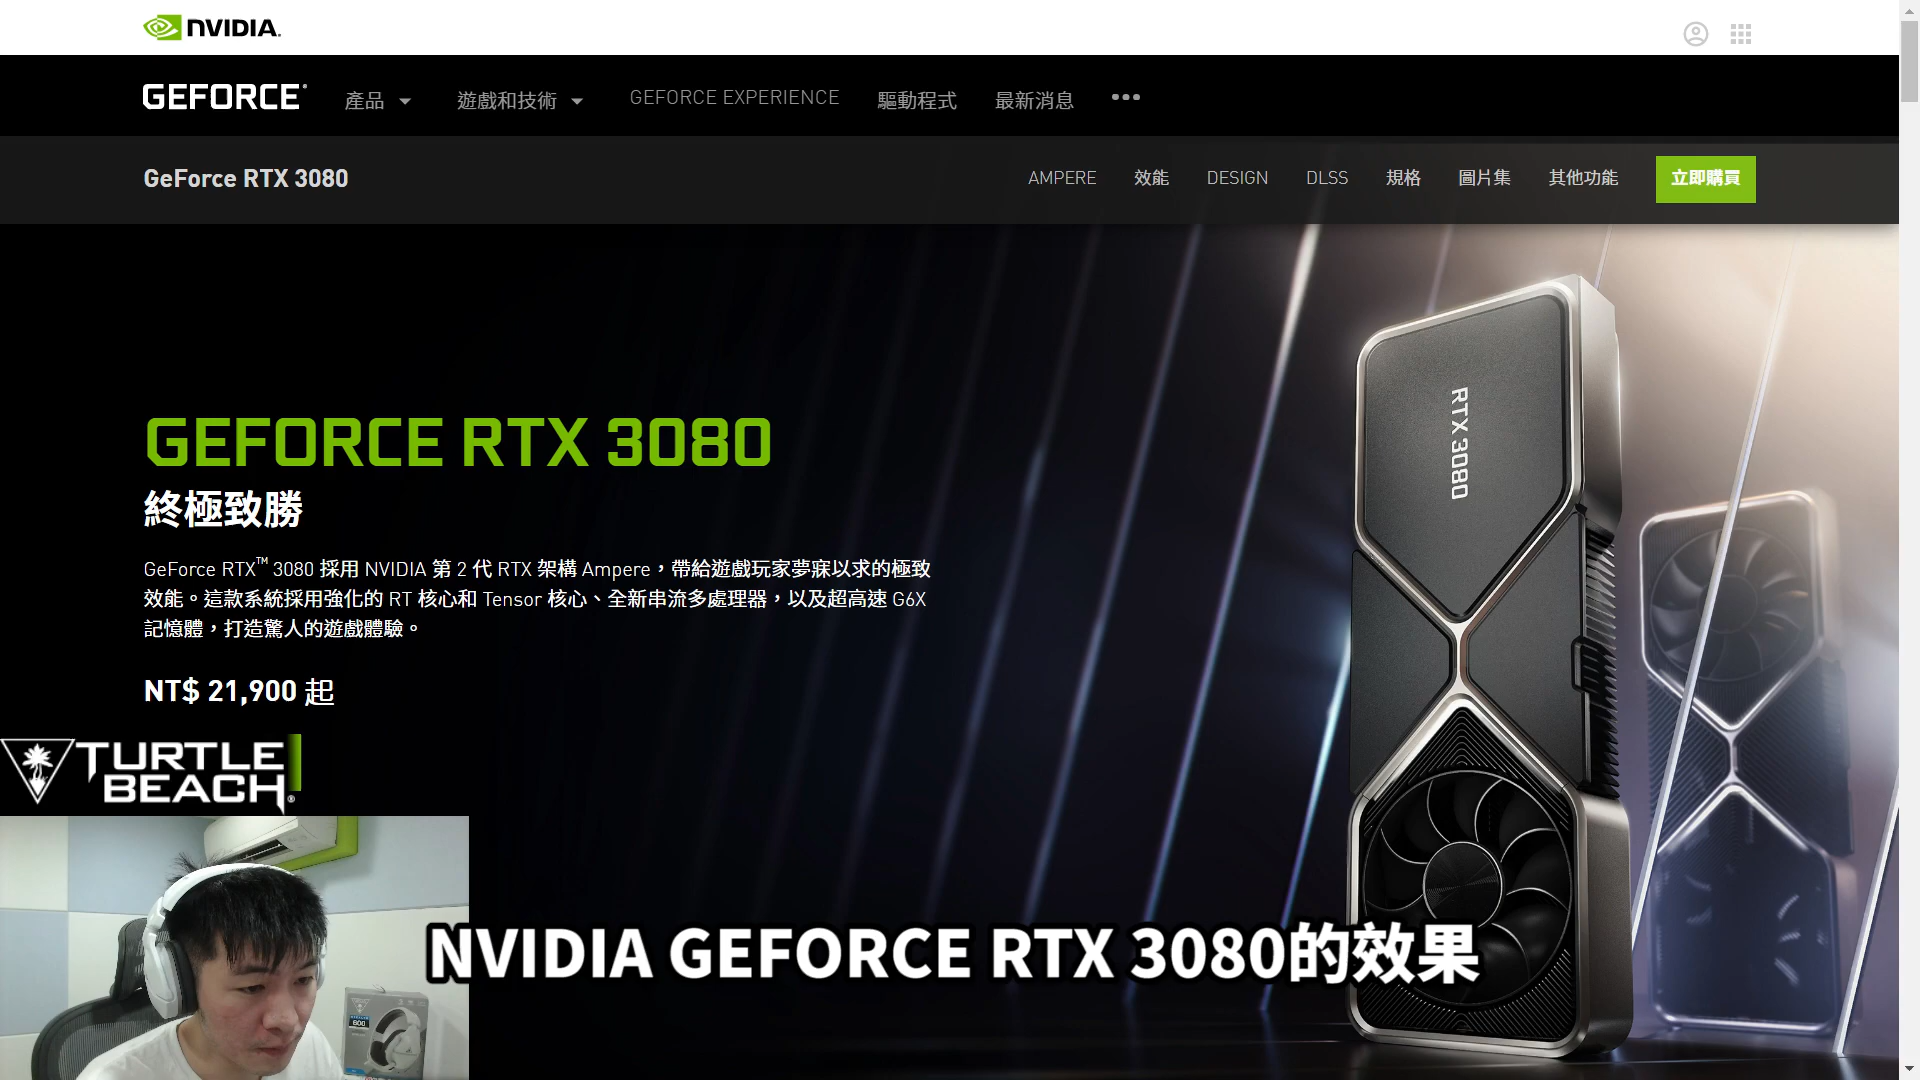 NVIDIA.
GEFORCE® 產品 遊戲和技術 GEFORCE EXPERIENCE 驅動程式 最新消息
GeForce RTX 3080 AMPERE 效能 DESIGN DLSS 規格 圖片集 其他功能 立即購買
GEFORCE RTX 3080
終極致勝
GeForce RTX™ 3080 採用 NVIDIA 第 2 代 RTX 架構 Ampere，帶給遊戲玩家夢寐以求的極致
效能。這款系統採用強化的 RT 核心和 Tensor 核心、全新串流多處理器，以及超高速 G6X
記憶體，打造驚人的遊戲體驗。
NT$ 21,900 起
RTX 3080
TURTLE
BEACH®
NVIDIA GEFORCE RTX 3080的效果
600